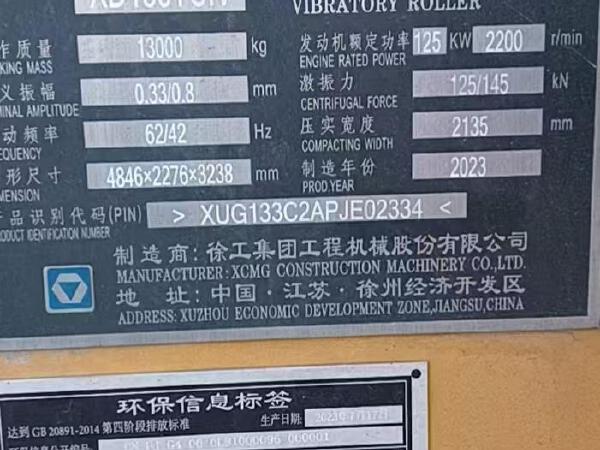 VIBRATORY ROLLER
作质量 13000 kg 发动机额定功率 125 KW 2200 r/min
KING MASS ENGINE RATED POWER
义振幅 0.33/0.8 mm 激振力 125/145 kN
MINAL AMPLITUDE CENTRIFUGAL FORCE
动频率 62/42 Hz 压实宽度 2135 mm
EQUENCY COMPACTING WIDTH
形尺寸 4846×2276×3238 mm 制造年份 2023
MENSION PROD YEAR
品识别代码(PIN) > XUG133C2APJE02334 <
ODUCT IDENTIFICATION NUMBER
制造商:徐工集团工程机械股份有限公司
MANUFACTURER: XCMG CONSTRUCTION MACHINERY CO.,LTD.
地 址:中国·江苏·徐州经济开发区
ADDRESS: XUZHOU ECONOMIC DEVELOPMENT ZONE,JIANGSU,CHINA
环保信息标签
达到 GB 20891-2014 第四阶段排放标准 生产日期: